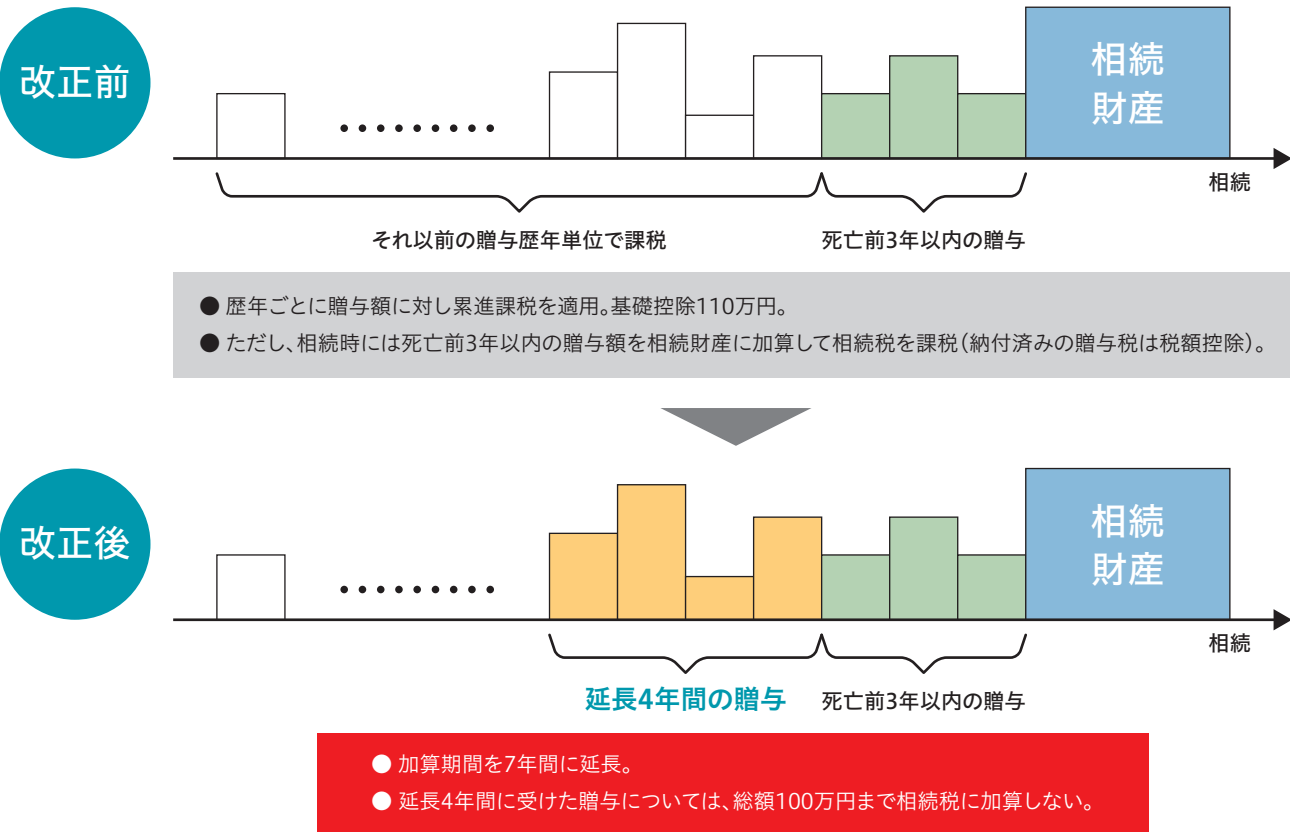 改正前
相続
財産
相続
それ以前の贈与歴年単位で課税
死亡前3年以内の贈与
● 歴年ごとに贈与額に対し累進課税を適用。基礎控除110万円。
● ただし、相続時には死亡前3年以内の贈与額を相続財産に加算して相続税を課税(納付済みの贈与税は税額控除)。
改正後
相続
財産
相続
延長4年間の贈与
死亡前3年以内の贈与
● 加算期間を7年間に延長。
● 延長4年間に受けた贈与については、総額100万円まで相続税に加算しない。